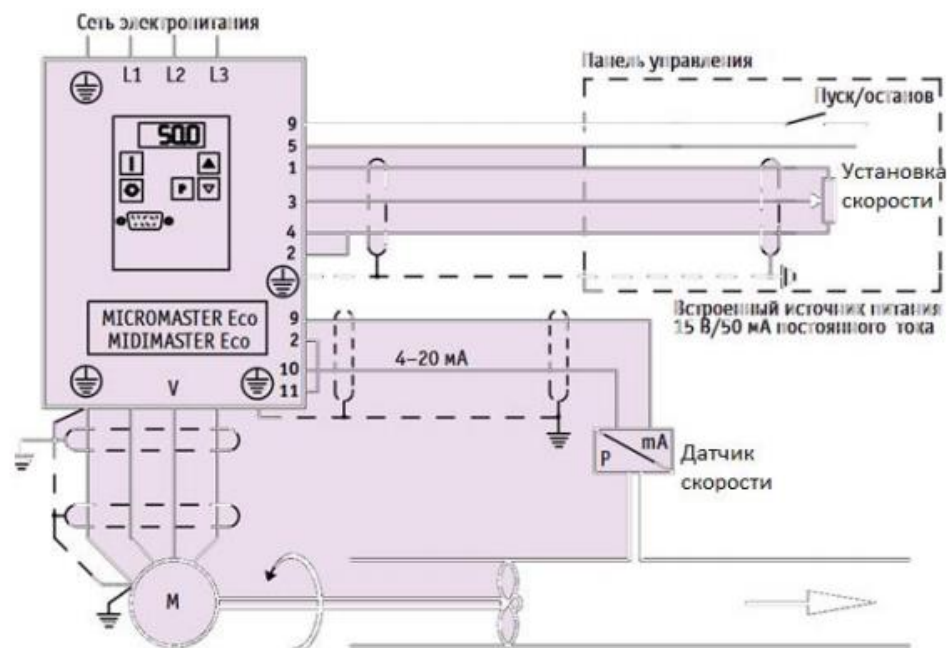 Сеть электропитания
L1 L2 L3
Панель управления
Пуск/останов
50.0
9
5
1
3
4
2
P
Установка
скорости
Встроенный источник питания
15 В/50 мА постоянного тока
MICROMASTER Eco
MIDIMASTER Eco
9
2
10
11
4–20 мА
V
P
mA
Датчик
скорости
M